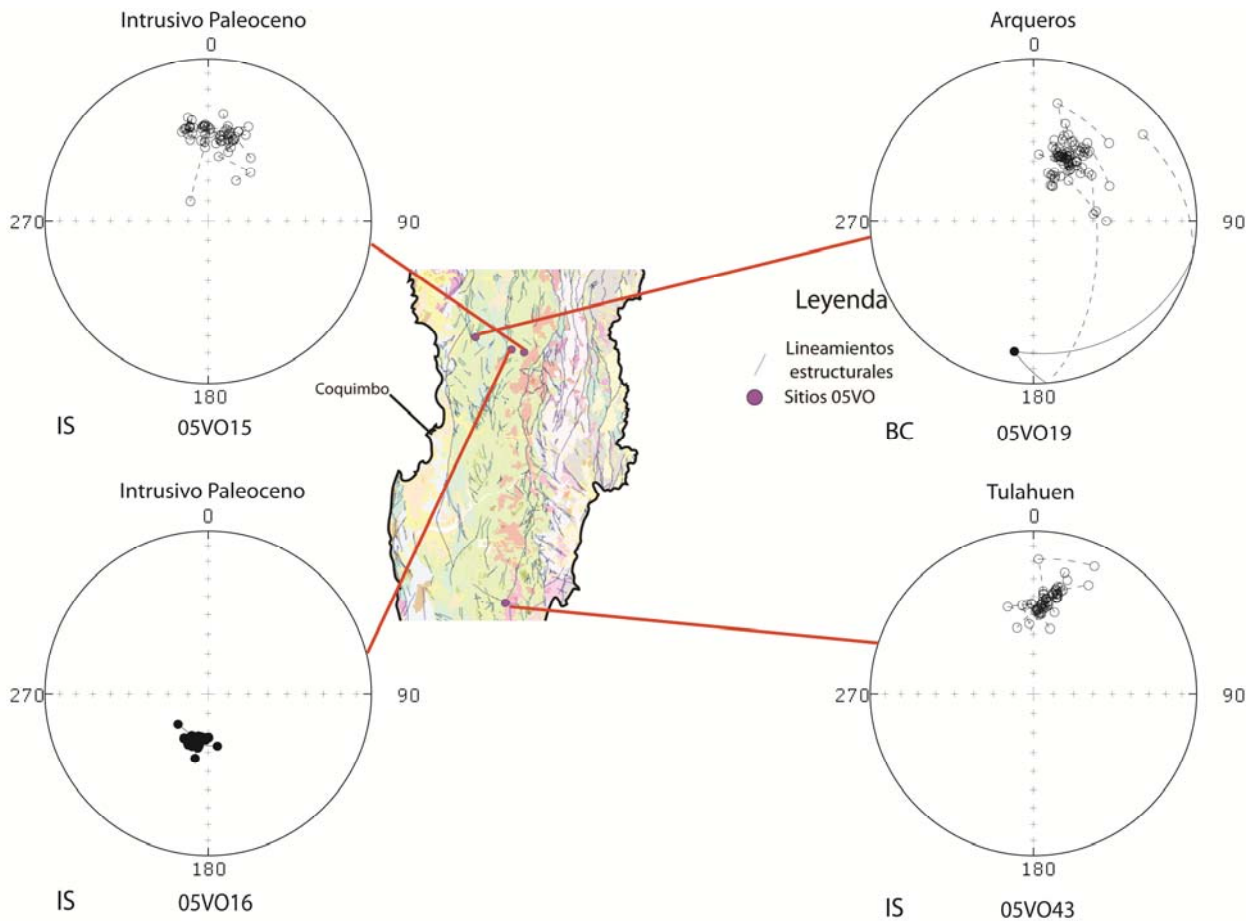 Intrusivo Paleoceno
0
270
90
180
IS
05VO15
Arqueros
0
270
90
180
BC
05VO19
Leyenda
Lineamientos
estructurales
Sitios 05VO
Coquimbo
Intrusivo Paleoceno
0
270
90
180
IS
05VO16
Tulahuen
0
270
90
180
IS
05VO43